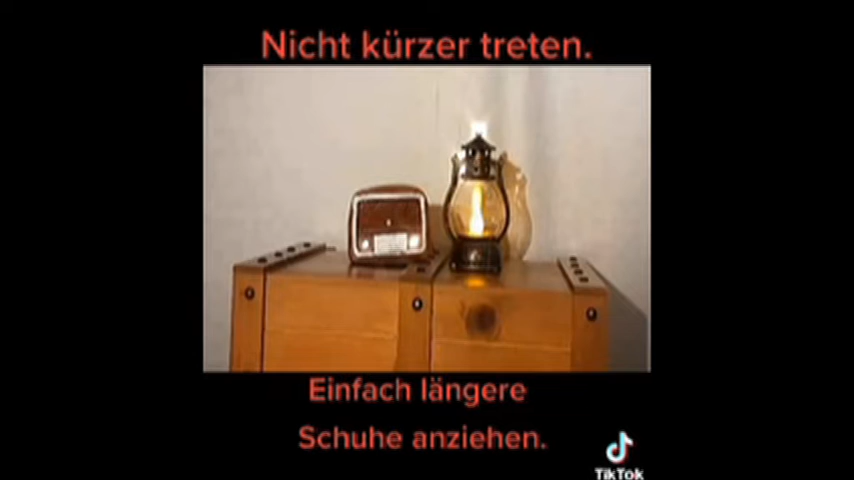 Nicht kürzer treten.
Einfach längere
Schuhe anziehen.
TikTok